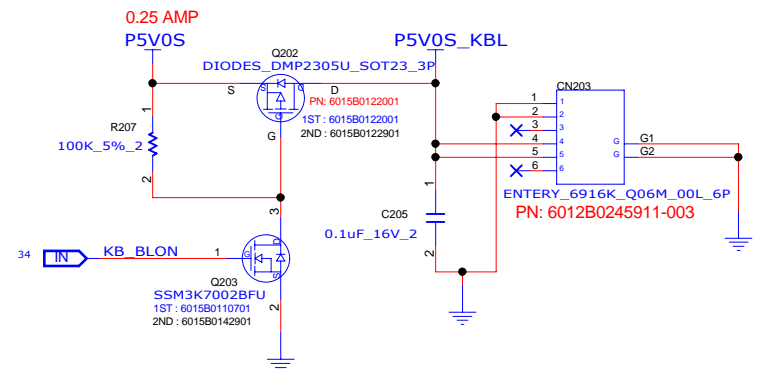 0.25 AMP
P5V0S
P5V0S_KBL
Q202
DIODES_DMP2305U_SOT23_3P
S
S
D
D
G
G
PN: 6015B0122001
1ST : 6015B0122001
2ND : 6015B0122901
1
R207
100K_5%_2
2
CN203
1
1
2
2
3
3
4
4
5
5
6
6
G
G1
G
G2
ENTERY_6916K_Q06M_00L_6P
PN: 6012B0245911-003
1
C205
0.1uF_16V_2
2
34
IN
KB_BLON
1
3
G
D
S
Q203
2
SSM3K7002BFU
1ST : 6015B0110701
2ND : 6015B0142901